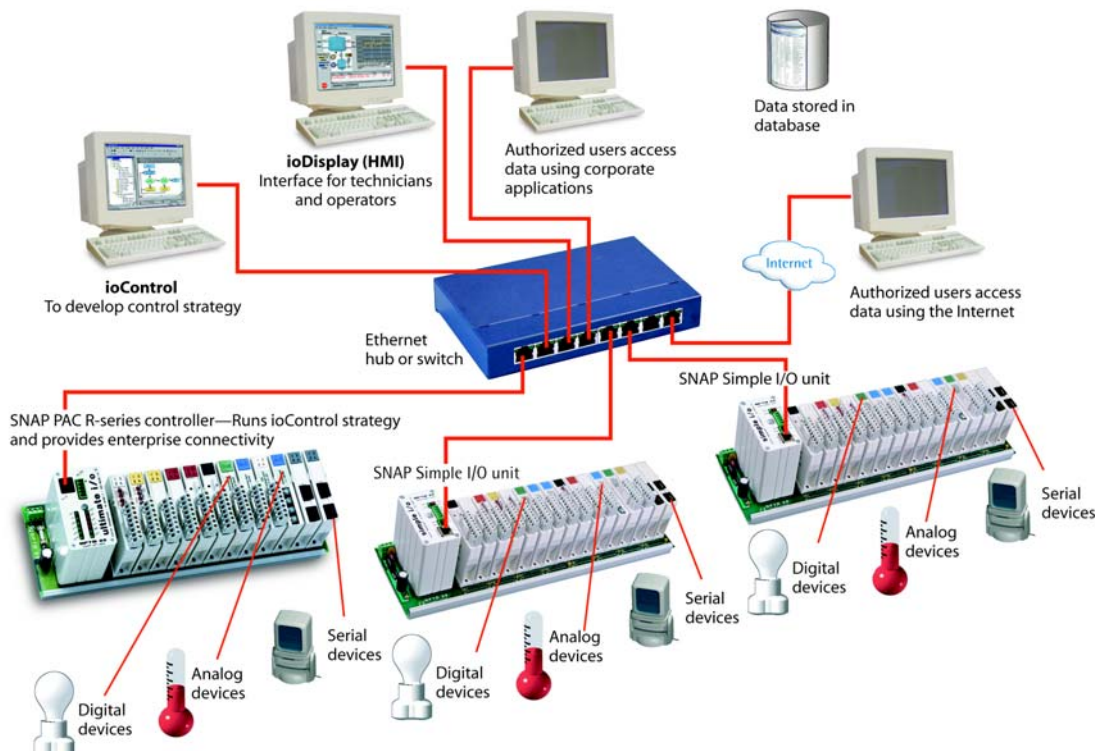 Data stored in
database
ioDisplay (HMI)
Interface for technicians
and operators
Authorized users access
data using corporate
applications
ioControl
To develop control strategy
Internet
Authorized users access
data using the Internet
Ethernet
hub or switch
SNAP PAC R-series controller—Runs ioControl strategy
and provides enterprise connectivity
SNAP Simple I/O unit
SNAP Simple I/O unit
ultimate I/O
Simple I/O
Simple I/O
Digital
devices
Analog
devices
Serial
devices
Digital
devices
Analog
devices
Serial
devices
Digital
devices
Analog
devices
Serial
devices